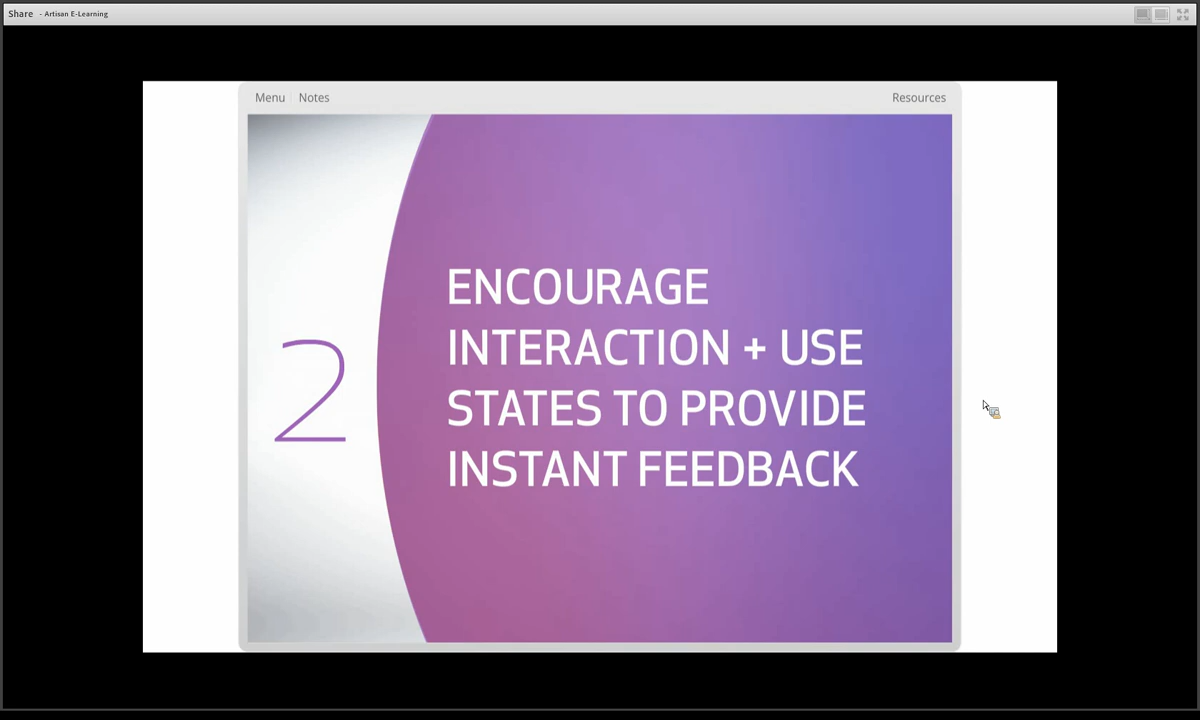 Share - Artisan E-Learning
Menu Notes Resources
2
ENCOURAGE
INTERACTION + USE
STATES TO PROVIDE
INSTANT FEEDBACK